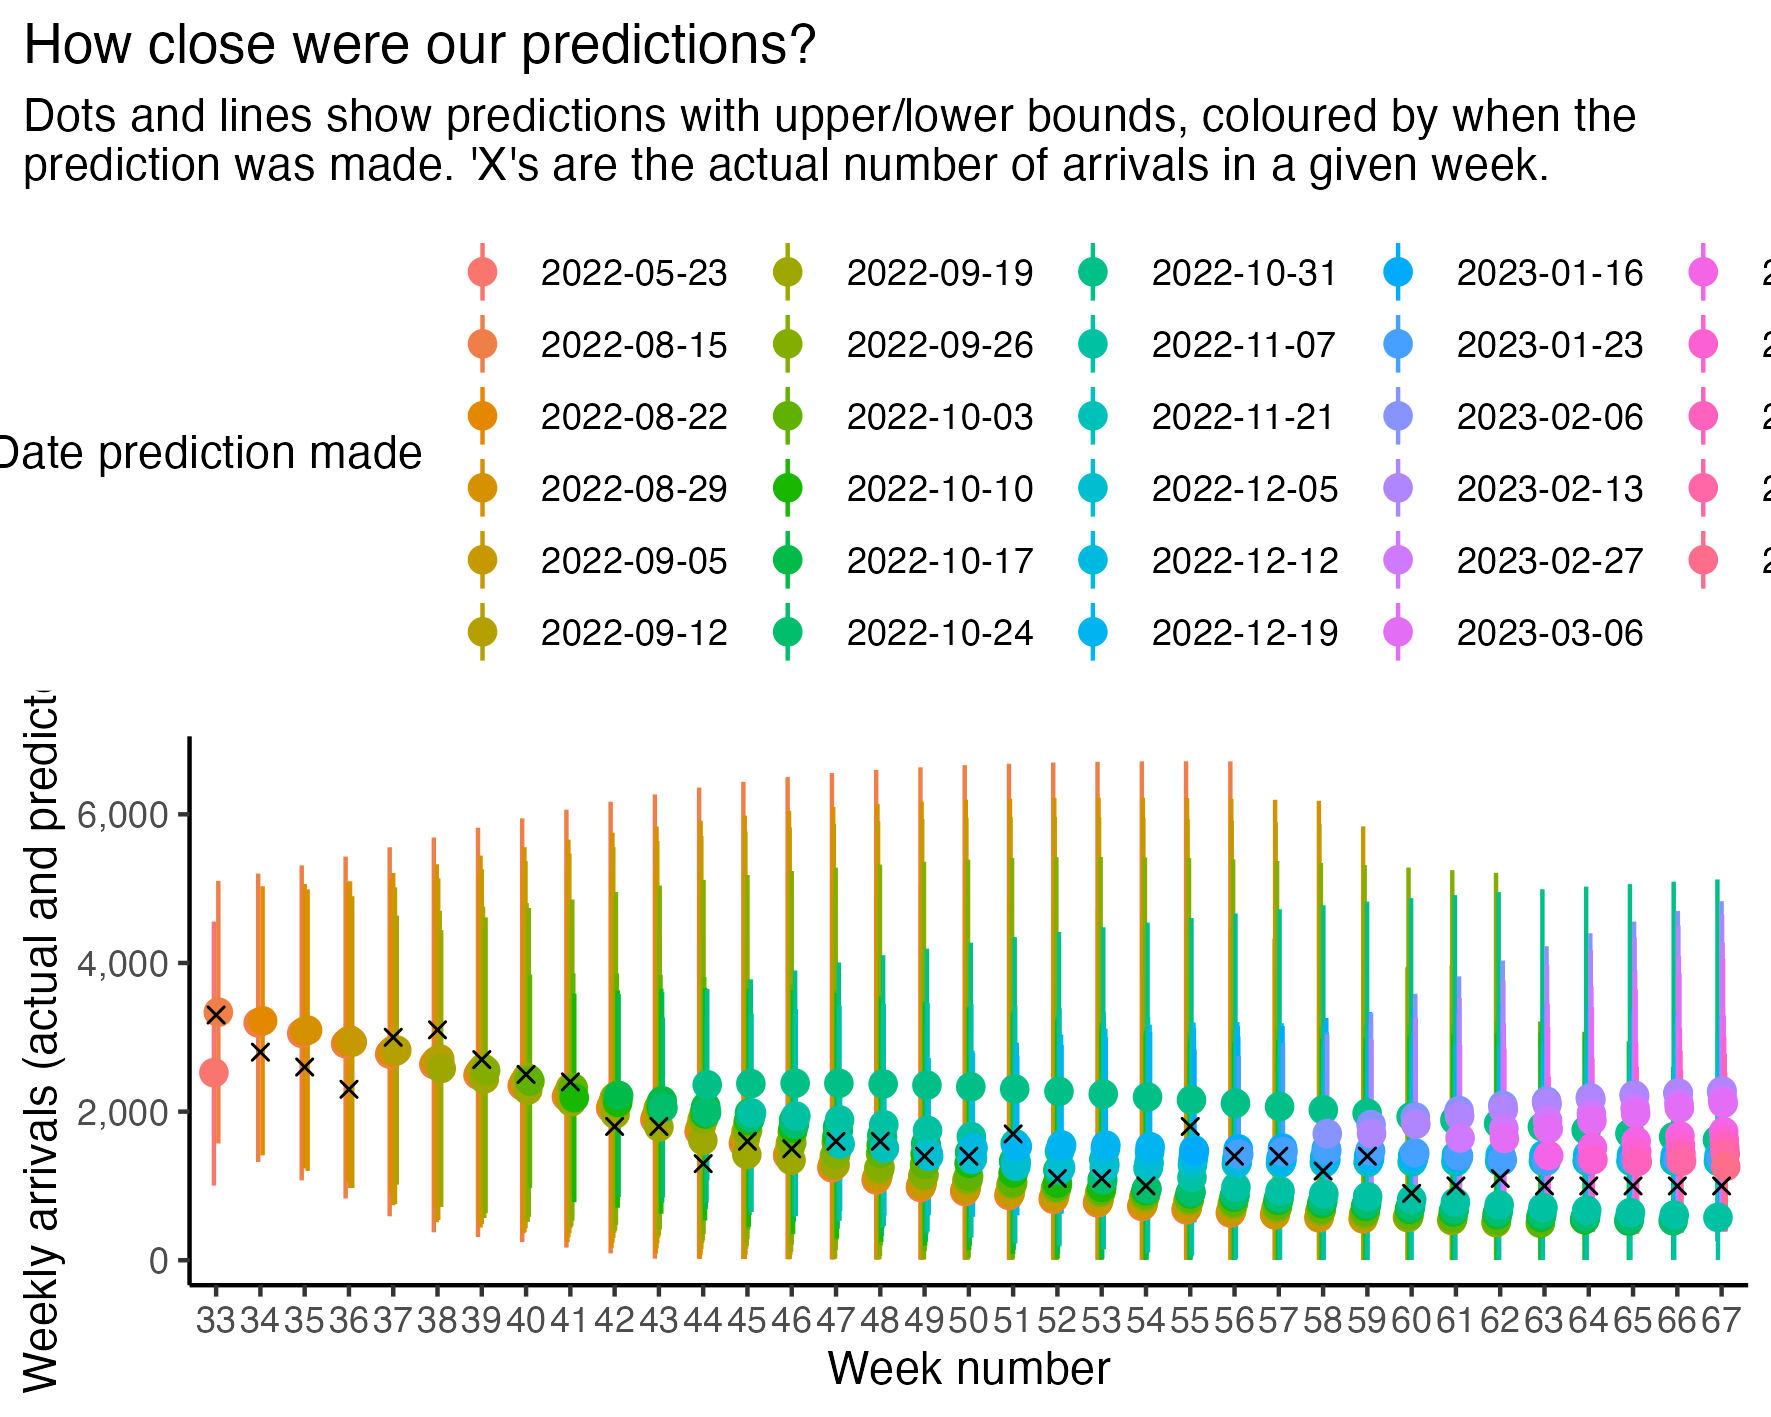 How close were our predictions?
Dots and lines show predictions with upper/lower bounds, coloured by when the
prediction was made. 'X's are the actual number of arrivals in a given week.
Date prediction made
2022-05-23 2022-09-19 2022-10-31 2023-01-16
2022-08-15 2022-09-26 2022-11-07 2023-01-23
2022-08-22 2022-10-03 2022-11-21 2023-02-06
2022-08-29 2022-10-10 2022-12-05 2023-02-13
2022-09-05 2022-10-17 2022-12-12 2023-02-27
2022-09-12 2022-10-24 2022-12-19 2023-03-06
Weekly arrivals (actual and
6,000
4,000
2,000
0
33 34 35 36 37 38 39 40 41 42 43 44 45 46 47 48 49 50 51 52 53 54 55 56 57 58 59 60 61 62 63 64 65 66 67
Week number